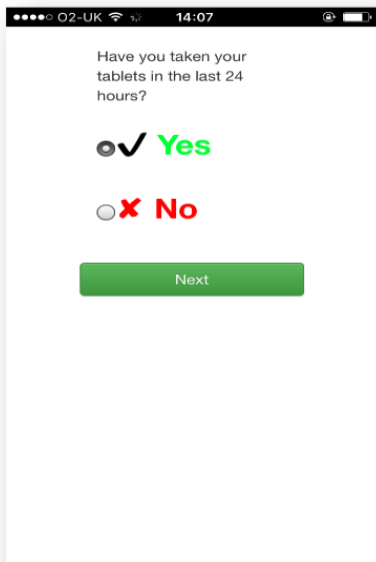 O2-UK 14:07
Have you taken your
tablets in the last 24
hours?
✔ Yes
✘ No
Next